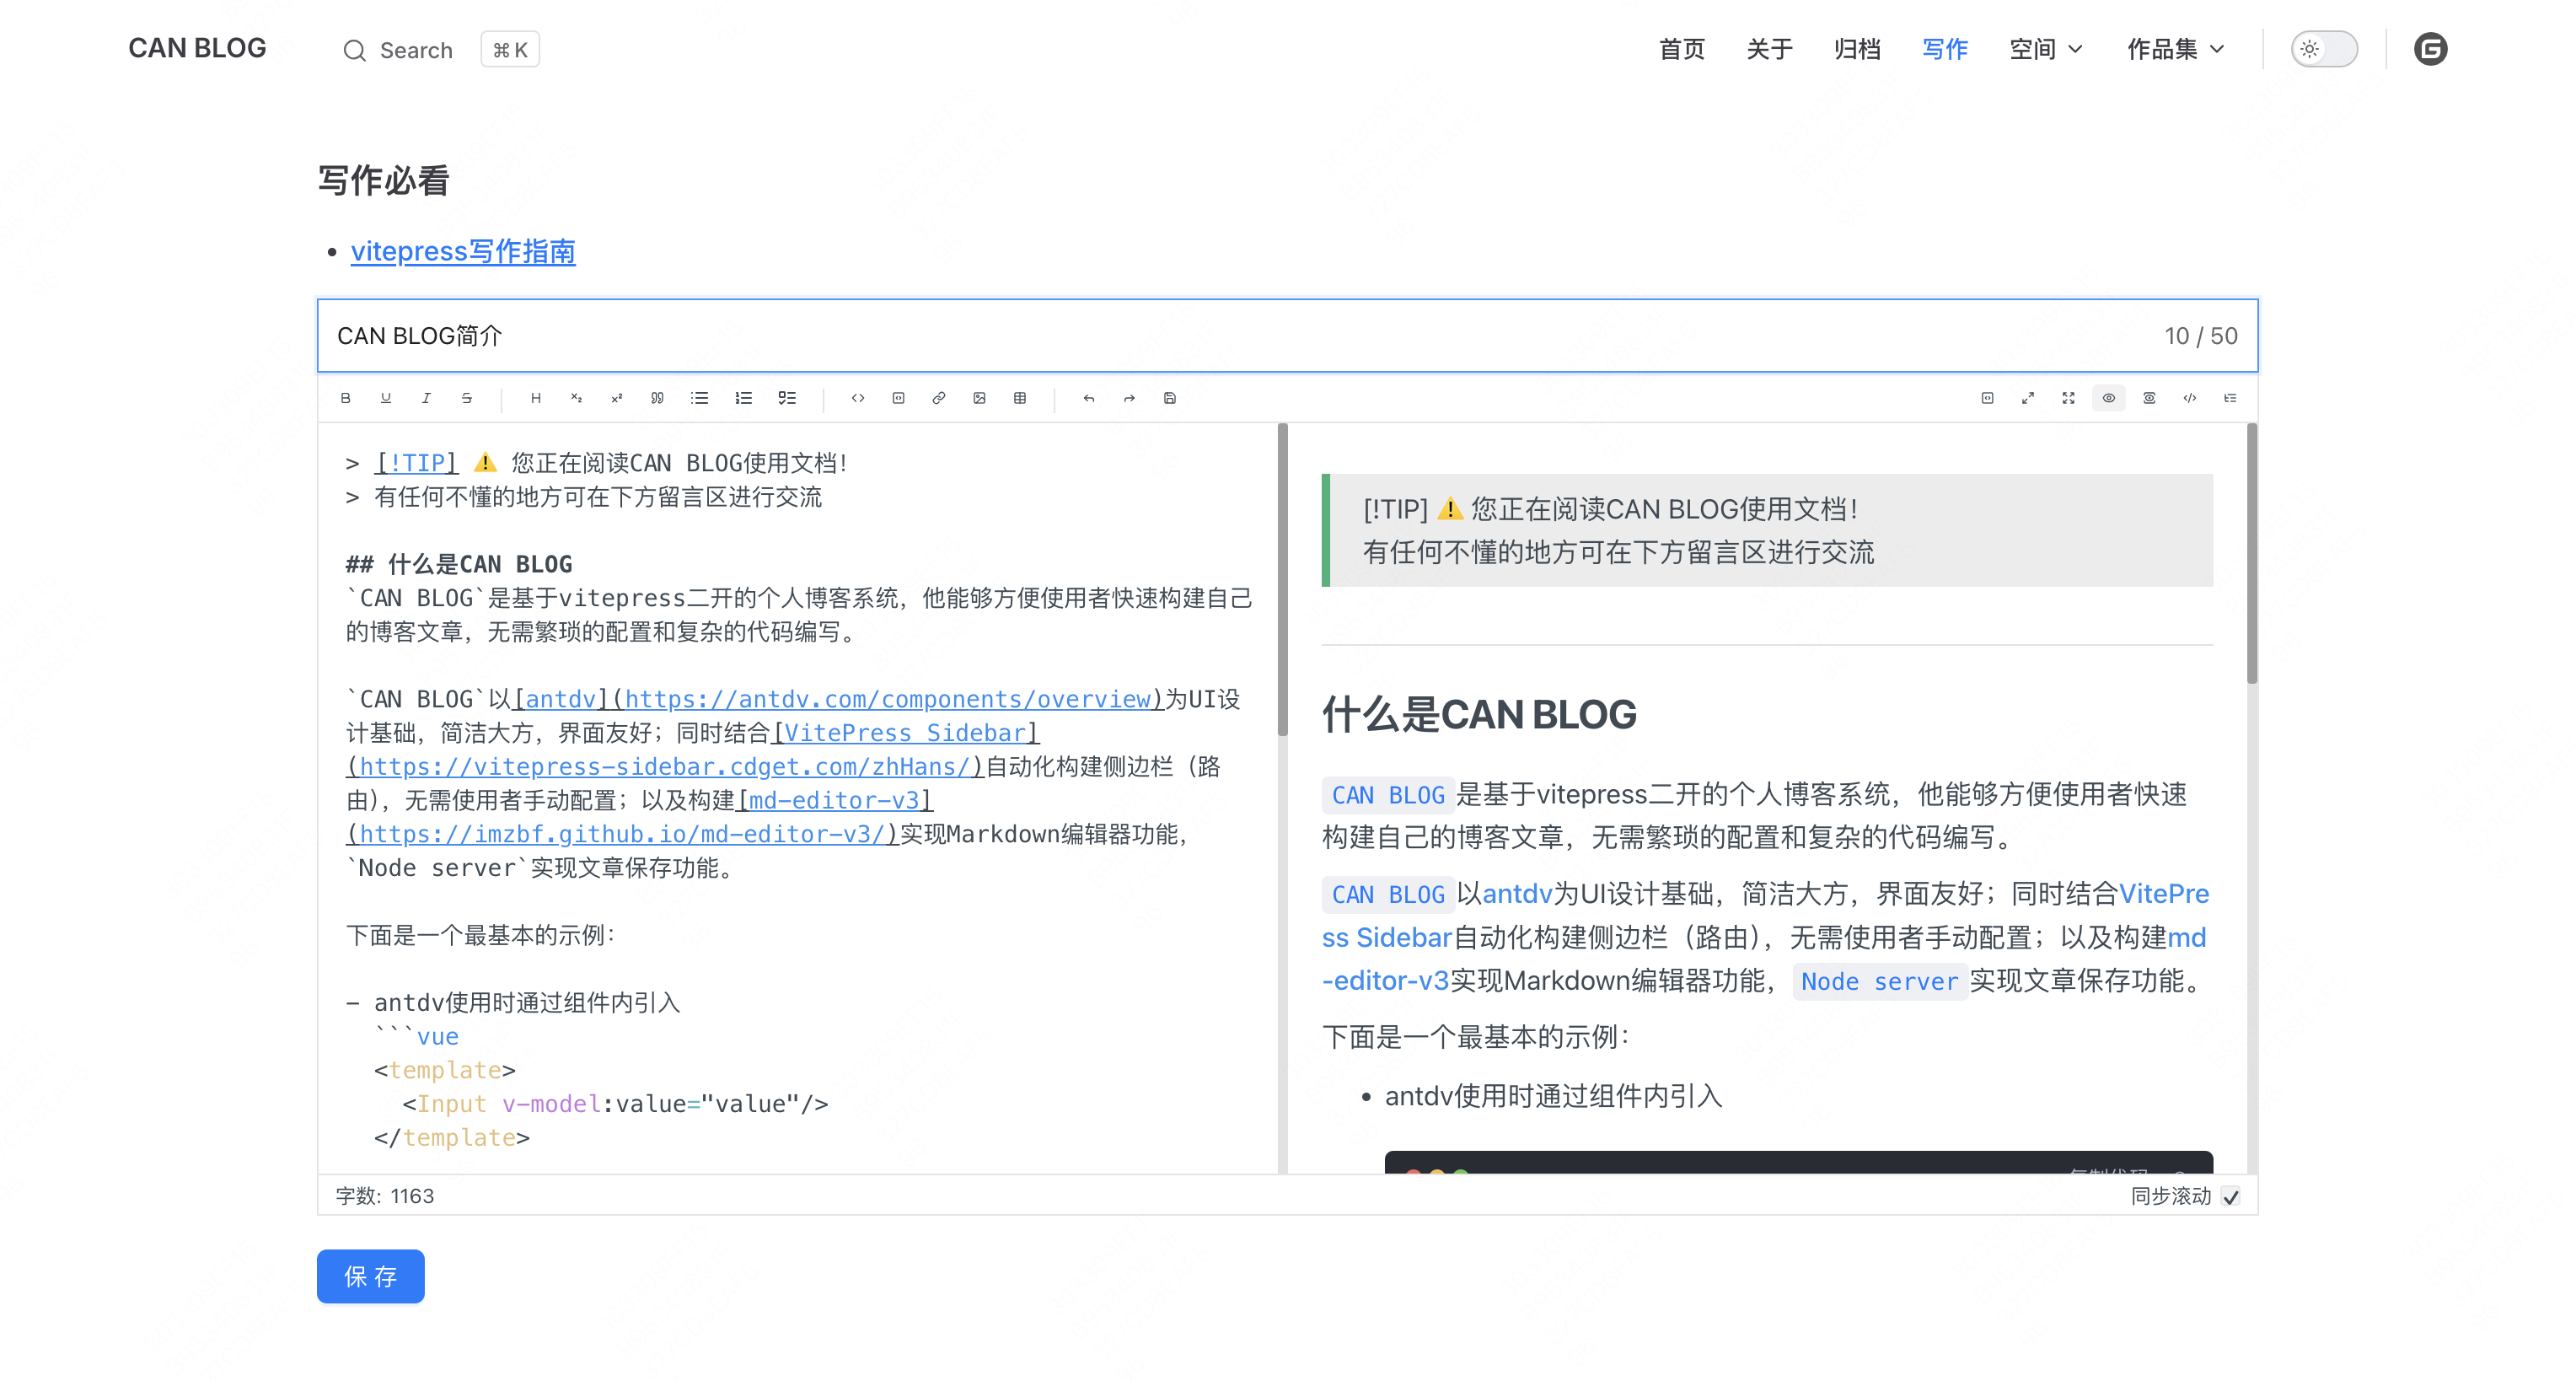 CAN BLOG
Search
⌘ K
首页
关于
归档
写作
空间
作品集
写作必看
vitepress写作指南
CAN BLOG简介
10 / 50
> [!TIP] ⚠️ 您正在阅读CAN BLOG使用文档！
> 有任何不懂的地方可在下方留言区进行交流
## 什么是CAN BLOG
`CAN BLOG`是基于vitepress二开的个人博客系统，他能够方便使用者快速构建自己
的博客文章，无需繁琐的配置和复杂的代码编写。
`CAN BLOG`以[antdv](https://antdv.com/components/overview)为UI设
计基础，简洁大方，界面友好；同时结合[VitePress Sidebar]
(https://vitepress-sidebar.cdget.com/zhHans/)自动化构建侧边栏（路
由），无需使用者手动配置；以及构建[md-editor-v3]
(https://imzbf.github.io/md-editor-v3/)实现Markdown编辑器功能，
`Node server`实现文章保存功能。
下面是一个最基本的示例：
- antdv使用时通过组件内引入
```vue
<template>
<Input v-model:value="value"/>
</template>
[!TIP] ⚠️ 您正在阅读CAN BLOG使用文档！
有任何不懂的地方可在下方留言区进行交流
什么是CAN BLOG
CAN BLOG是基于vitepress二开的个人博客系统，他能够方便使用者快速
构建自己的博客文章，无需繁琐的配置和复杂的代码编写。
CAN BLOG以antdv为UI设计基础，简洁大方，界面友好；同时结合VitePre
ss Sidebar自动化构建侧边栏（路由），无需使用者手动配置；以及构建md
-editor-v3实现Markdown编辑器功能，Node server实现文章保存功能。
下面是一个最基本的示例：
antdv使用时通过组件内引入
字数: 1163
同步滚动
保 存